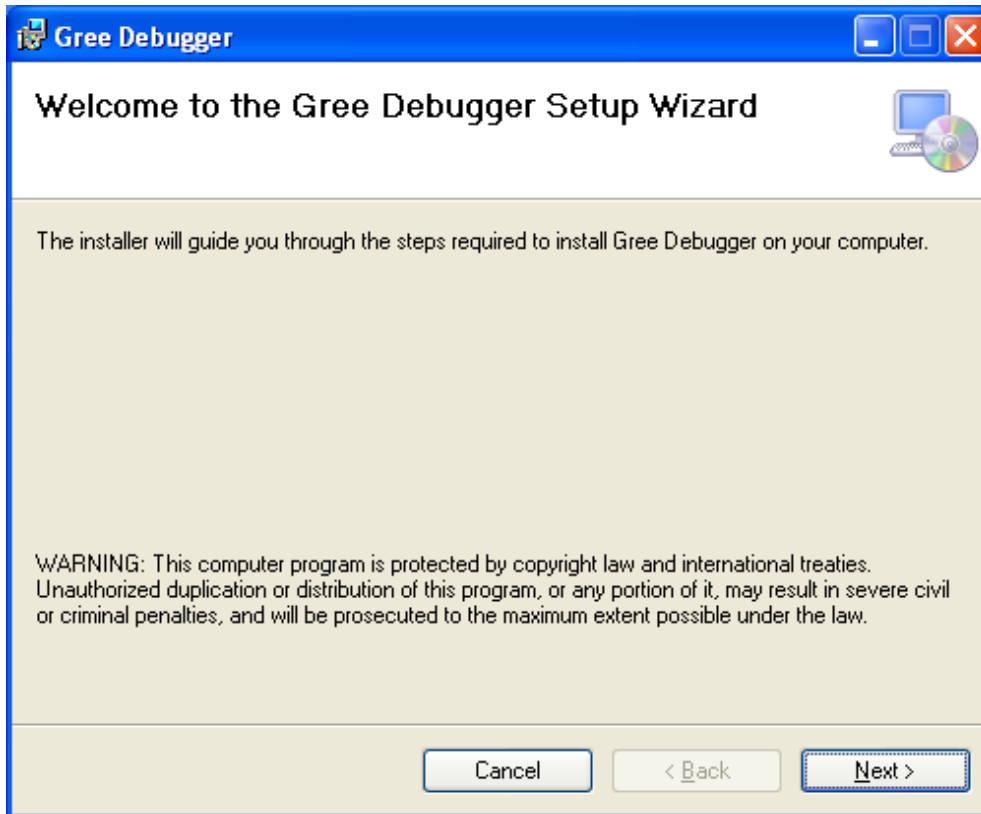 Gree Debugger
Welcome to the Gree Debugger Setup Wizard
The installer will guide you through the steps required to install Gree Debugger on your computer.
WARNING: This computer program is protected by copyright law and international treaties.
Unauthorized duplication or distribution of this program, or any portion of it, may result in severe civil
or criminal penalties, and will be prosecuted to the maximum extent possible under the law.
Cancel
< Back
Next >